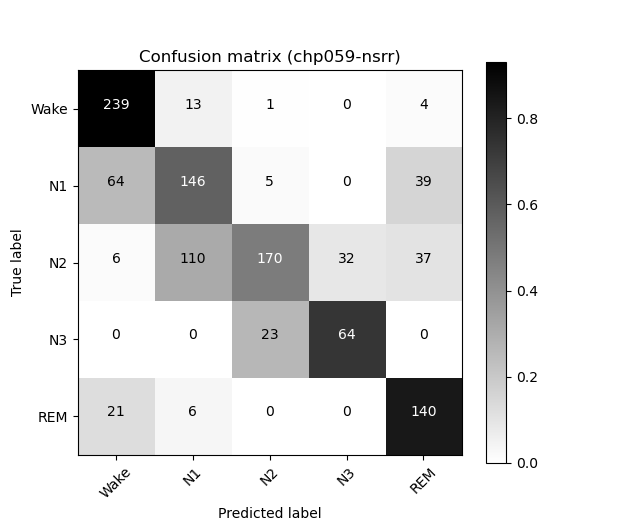 Confusion matrix (chp059-nsrr)
Wake 239 13 1 0 4
N1 64 146 5 0 39
N2 6 110 170 32 37
N3 0 0 23 64 0
REM 21 6 0 0 140
Wake N1 N2 N3 REM
True label
Predicted label
0.8
0.6
0.4
0.2
0.0